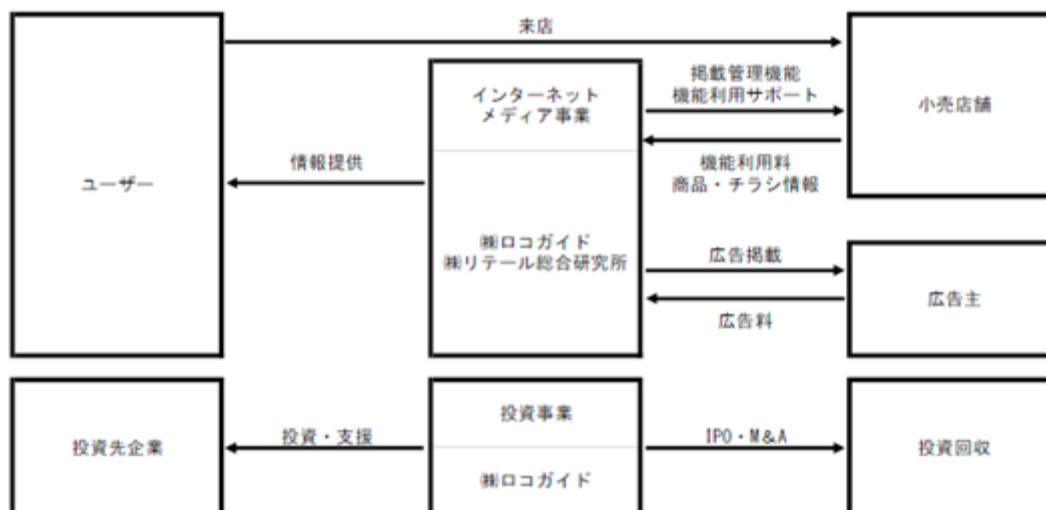 来店
インターネット
メディア事業
掲載管理機能
機能利用サポート
小売店舗
ユーザー
情報提供
機能利用料
商品・チラシ情報
㈱ロコガイド
㈱リテール総合研究所
広告掲載
広告主
広告料
投資先企業
投資・支援
投資事業
㈱ロコガイド
IPO・M&A
投資回収